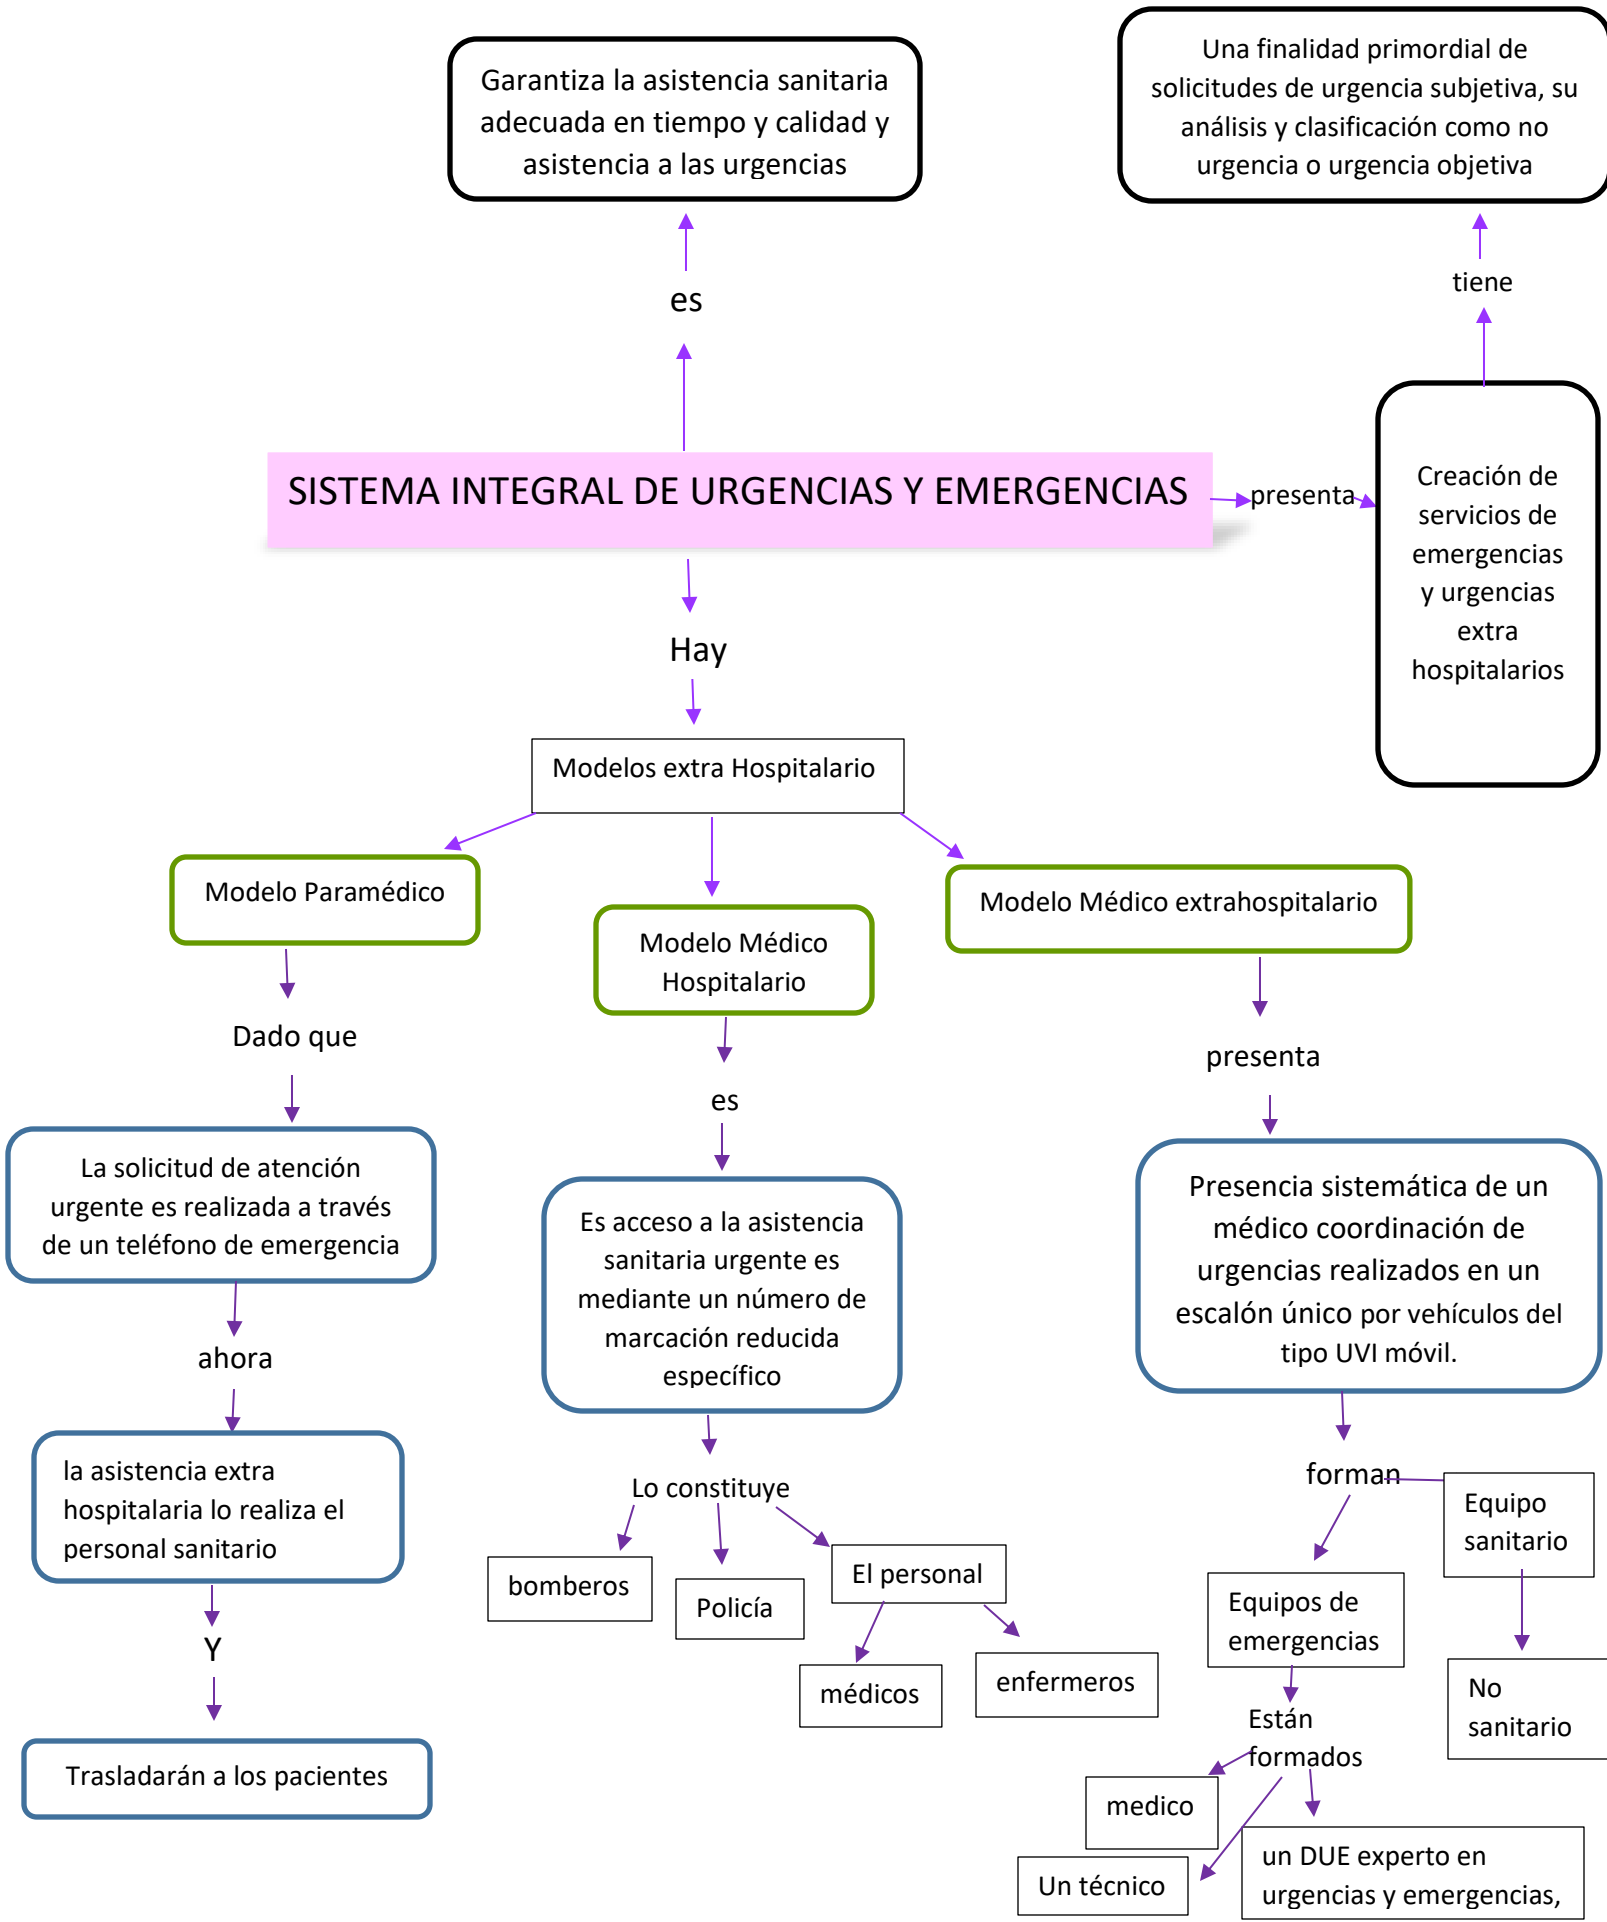 Garantiza la asistencia sanitaria
adecuada en tiempo y calidad y
asistencia a las urgencias
Una finalidad primordial de
solicitudes de urgencia subjetiva, su
análisis y clasificación como no
urgencia o urgencia objetiva
es
tiene
SISTEMA INTEGRAL DE URGENCIAS Y EMERGENCIAS
presenta
Creación de
servicios de
emergencias
y urgencias
extra
hospitalarios
Hay
Modelos extra Hospitalario
Modelo Paramédico
Modelo Médico
Hospitalario
Modelo Médico extrahospitalario
Dado que
es
presenta
La solicitud de atención
urgente es realizada a través
de un teléfono de emergencia
Es acceso a la asistencia
sanitaria urgente es
mediante un número de
marcación reducida
específico
Presencia sistemática de un
médico coordinación de
urgencias realizados en un
escalón único por vehículos del
tipo UVI móvil.
ahora
la asistencia extra
hospitalaria lo realiza el
personal sanitario
Y
Trasladarán a los pacientes
Lo constituye
bomberos
Policía
El personal
médicos
enfermeros
forman
Equipo
sanitario
Equipos de
emergencias
No
sanitario
Están
formados
medico
Un técnico
un DUE experto en
urgencias y emergencias,